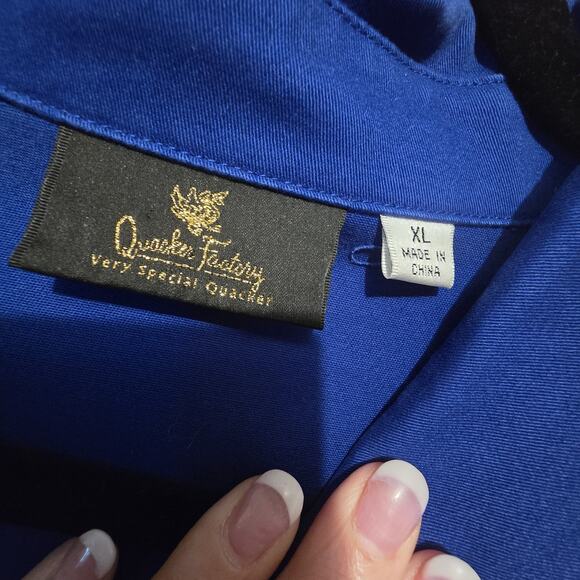 Quacker Factory
Very Special Quacker
XL
MADE IN
CHINA